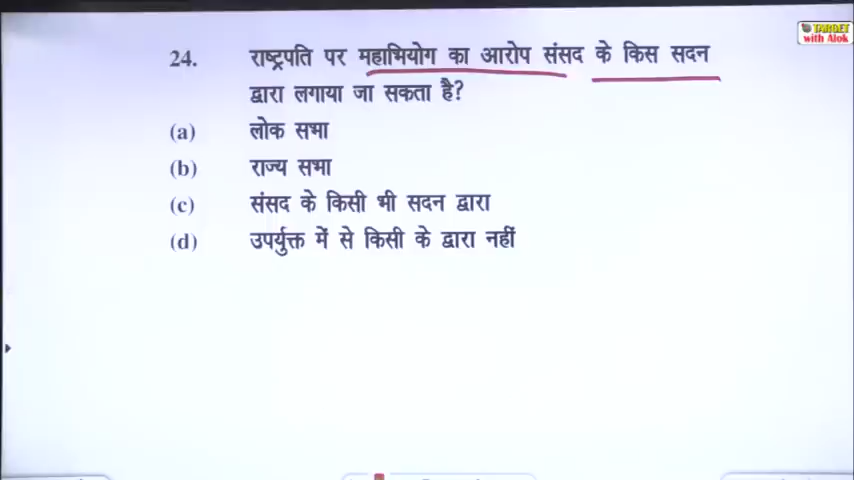 TARGET
with Alok
24. राष्ट्रपति पर महाभियोग का आरोप संसद के किस सदन
द्वारा लगाया जा सकता है?
(a) लोक सभा
(b) राज्य सभा
(c) संसद के किसी भी सदन द्वारा
(d) उपर्युक्त में से किसी के द्वारा नहीं